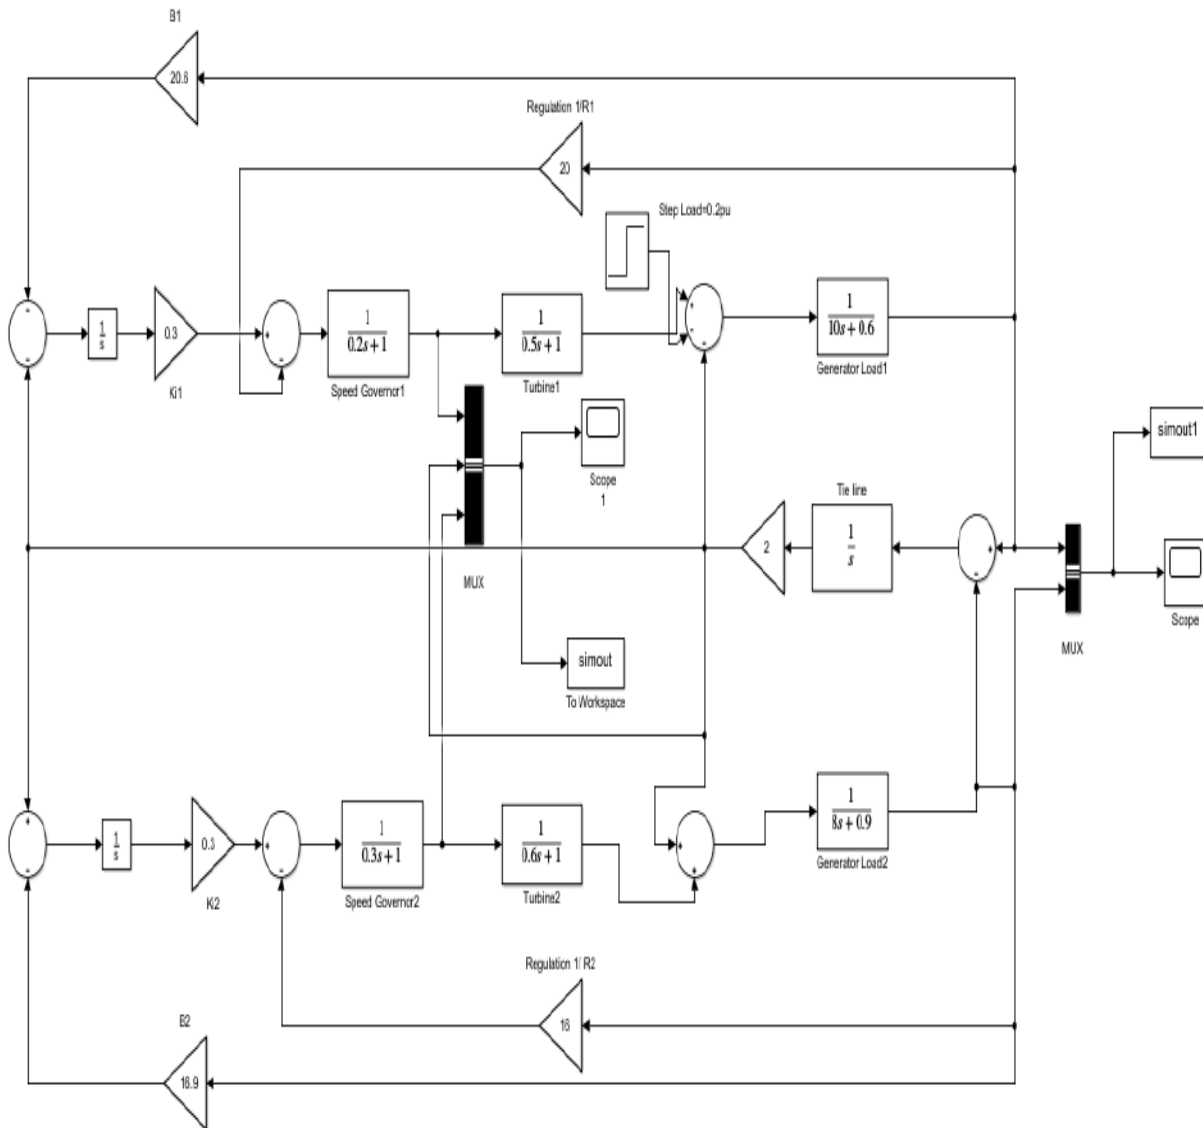 B1
20.6
Regulation 1/R1
20
Step Load=0.2pu
+
-
-
-
-
1
s
0.3
Ki1
+
-
1
0.2s+1
Speed Governor1
1
0.5s+1
Turbine1
1
10s+0.6
Generator Load1
Scope
1
MUX
simout
To Workspace
2
Tie line
1
s
+
-
MUX
simout1
Scope
+
-
1
s
0.3
Ki2
+
-
1
0.3s+1
Speed Governor2
1
0.6s+1
Turbine2
+
+
1
8s+0.9
Generator Load2
Regulation 1/ R2
16
B2
16.9